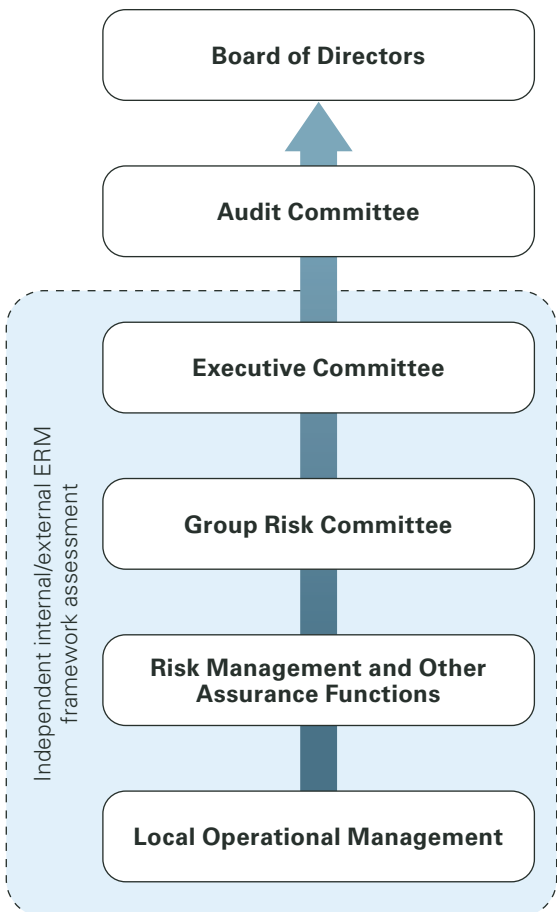 Board of Directors
Audit Committee
Executive Committee
Independent internal/external ERM
framework assessment
Group Risk Committee
Risk Management and Other
Assurance Functions
Local Operational Management